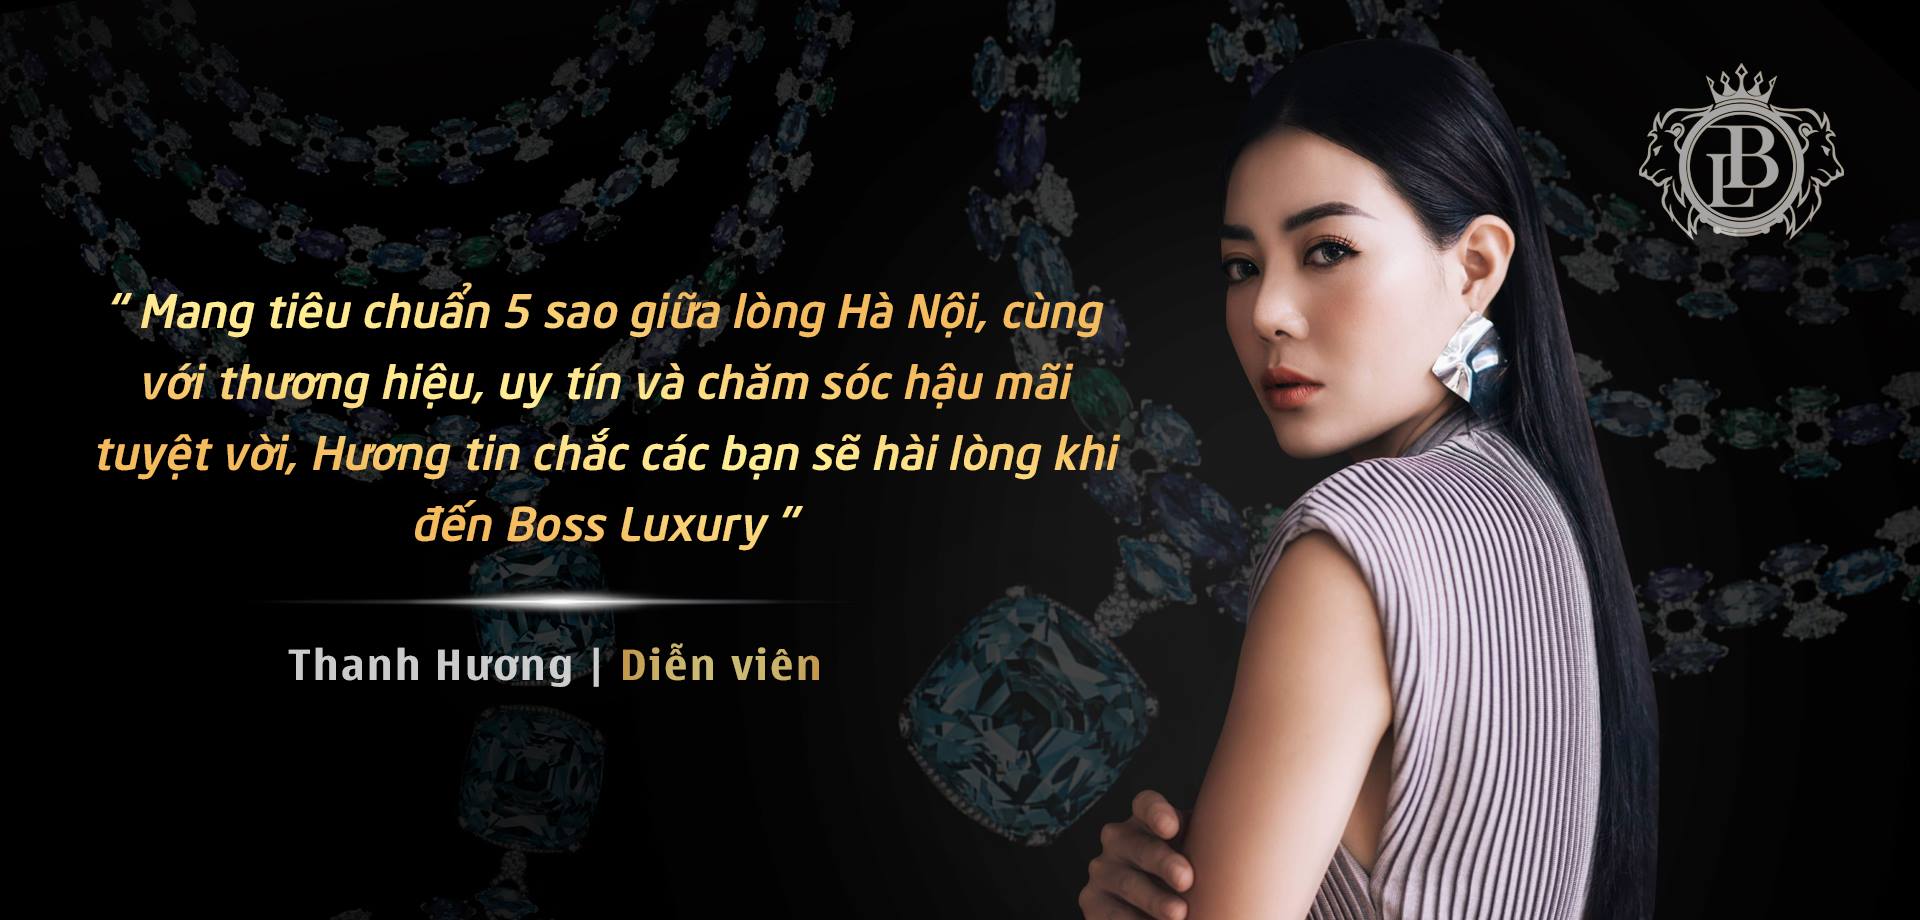 “ Mang tiêu chuẩn 5 sao giữa lòng Hà Nội, cùng
với thương hiệu, uy tín và chăm sóc hậu mãi
tuyệt vời, Hương tin chắc các bạn sẽ hài lòng khi
đến Boss Luxury ”
Thanh Hương | Diễn viên
LB